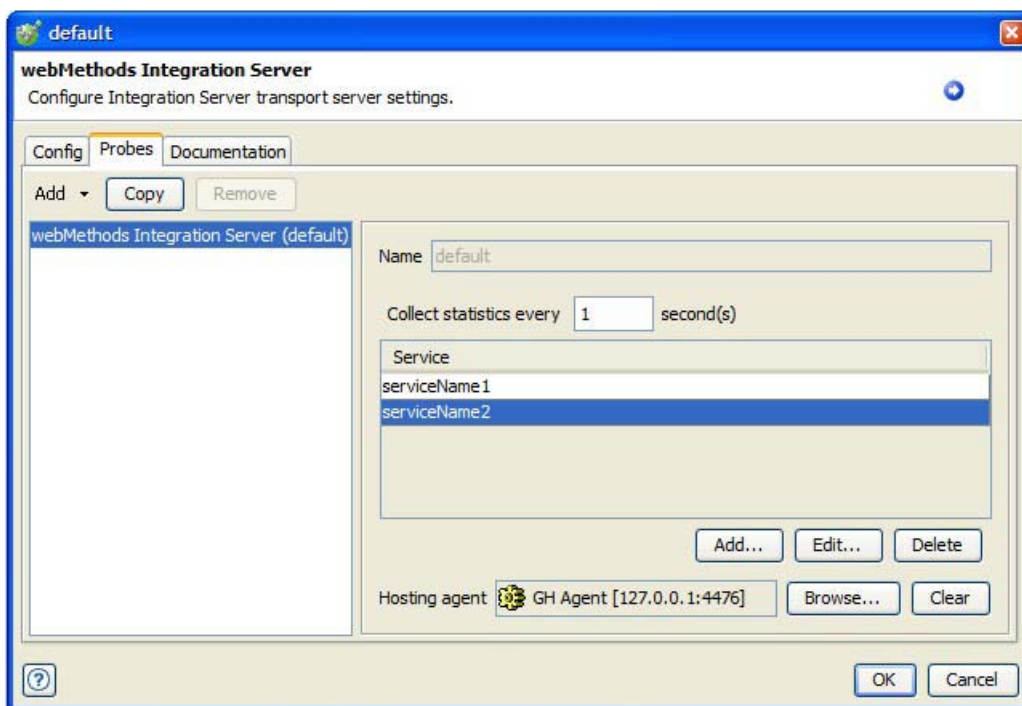 default
webMethods Integration Server
Configure Integration Server transport server settings.
Config Probes Documentation
Add Copy Remove
webMethods Integration Server (default)
Name default
Collect statistics every 1 second(s)
Service
serviceName1
serviceName2
Add... Edit... Delete
Hosting agent GH Agent [127.0.0.1:4476] Browse... Clear
? OK Cancel